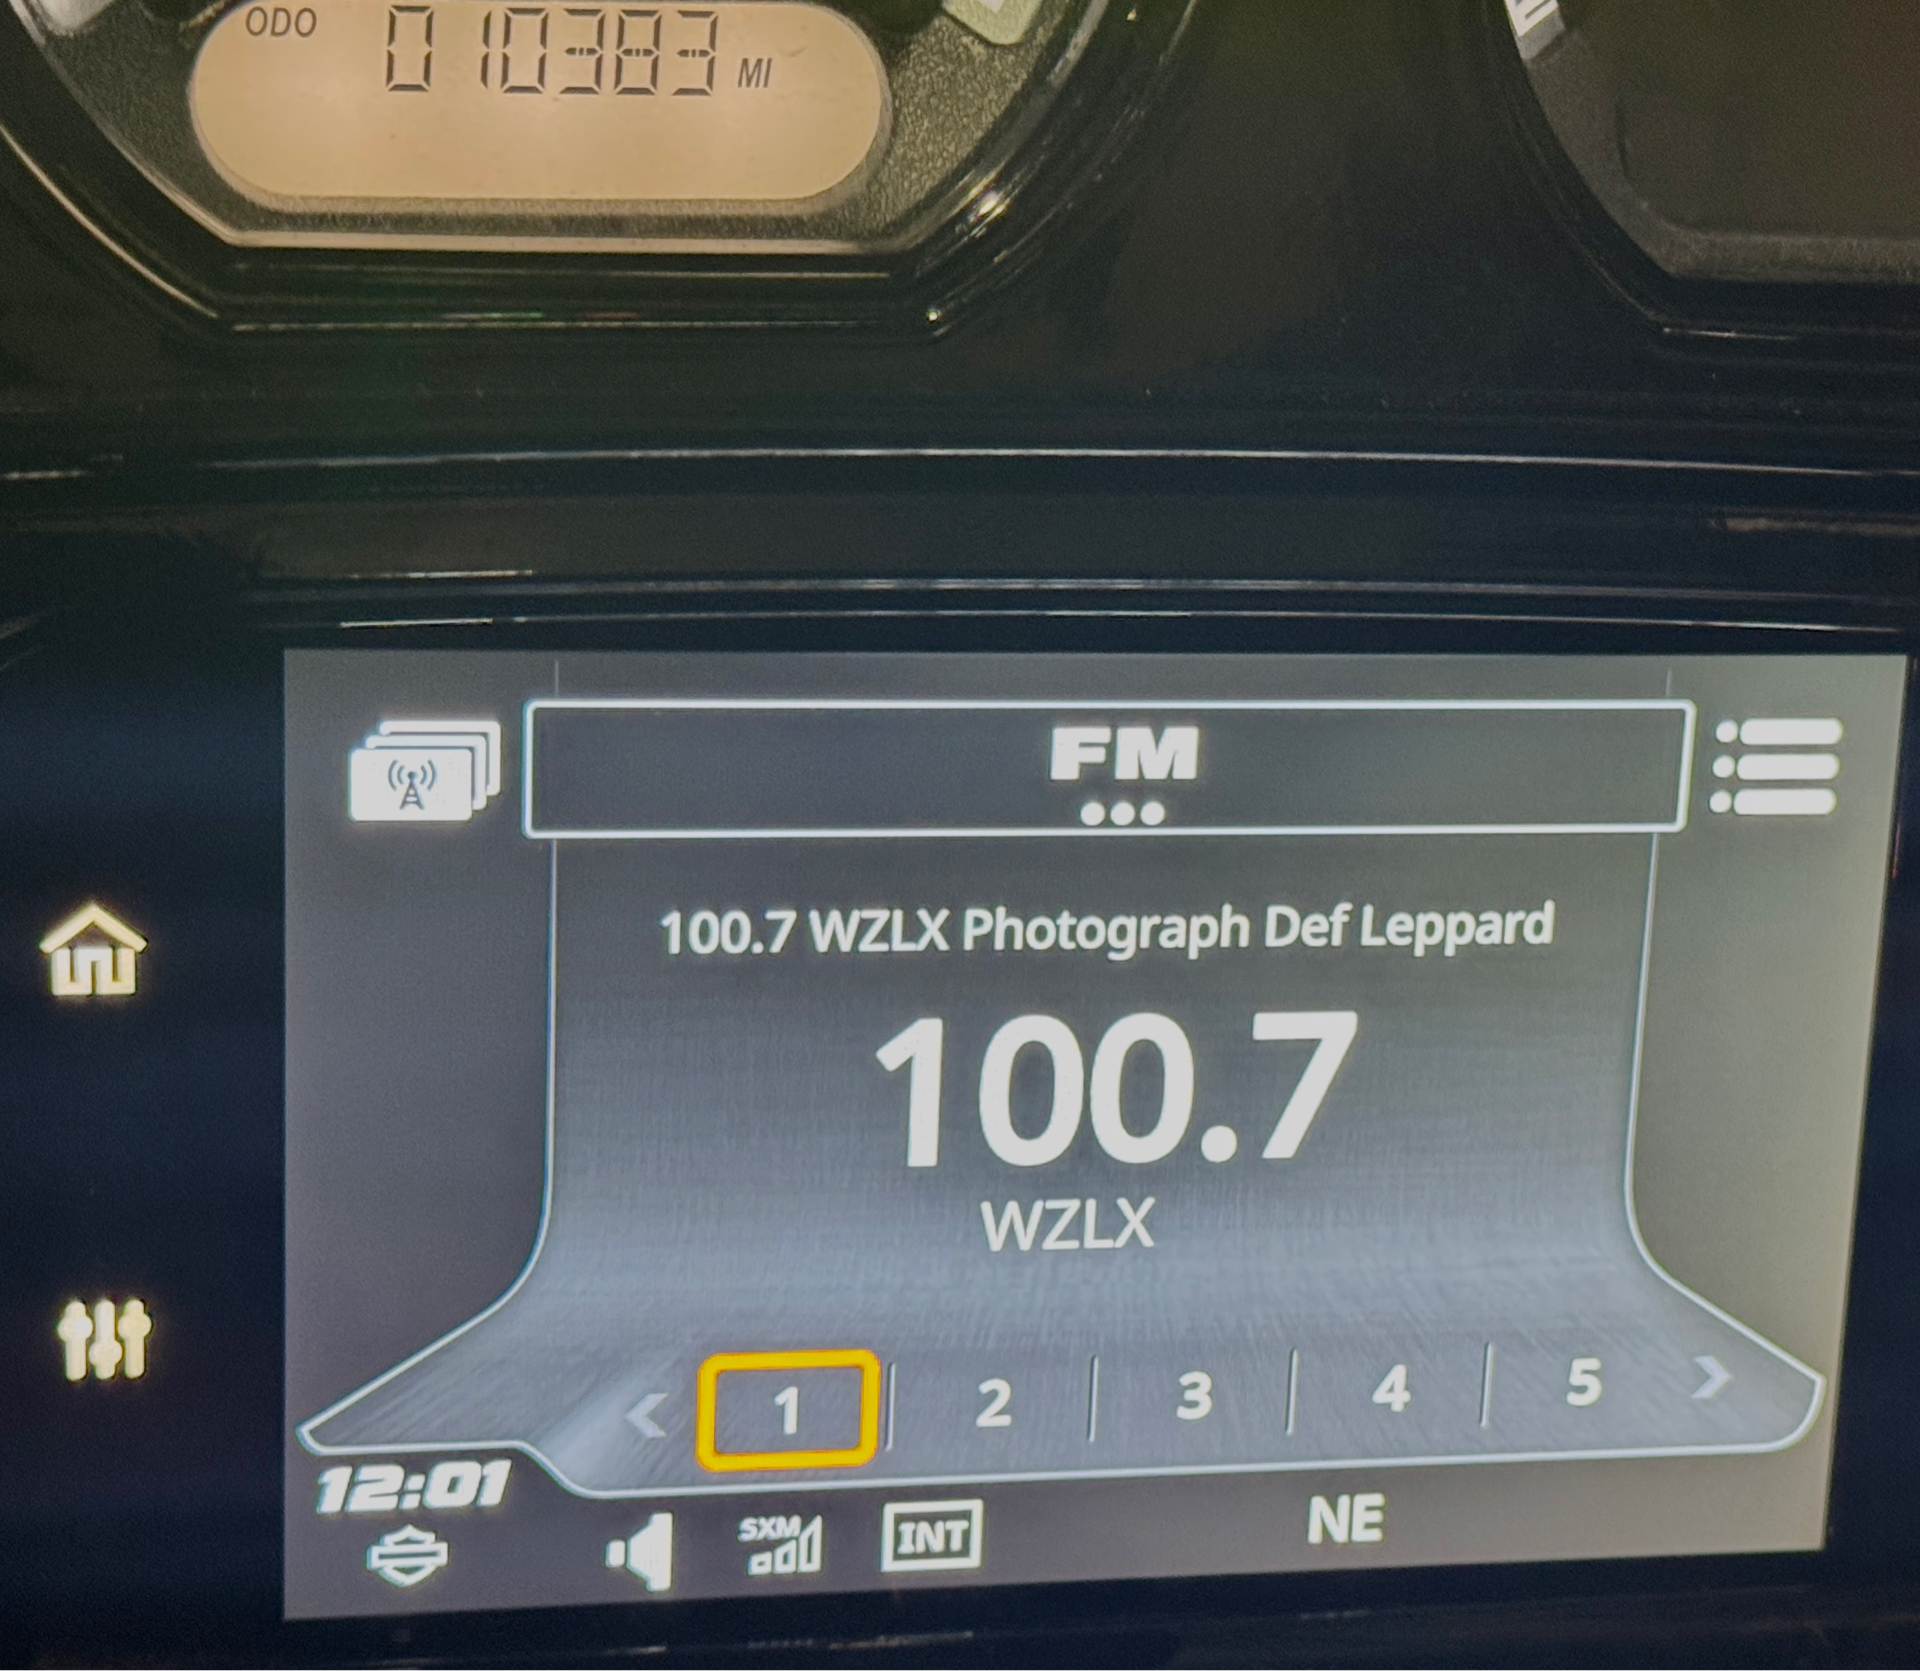 ODO 010383 MI
FM
100.7 WZLX Photograph Def Leppard
100.7
WZLX
1 2 3 4 5
12:01
SXM INT NE